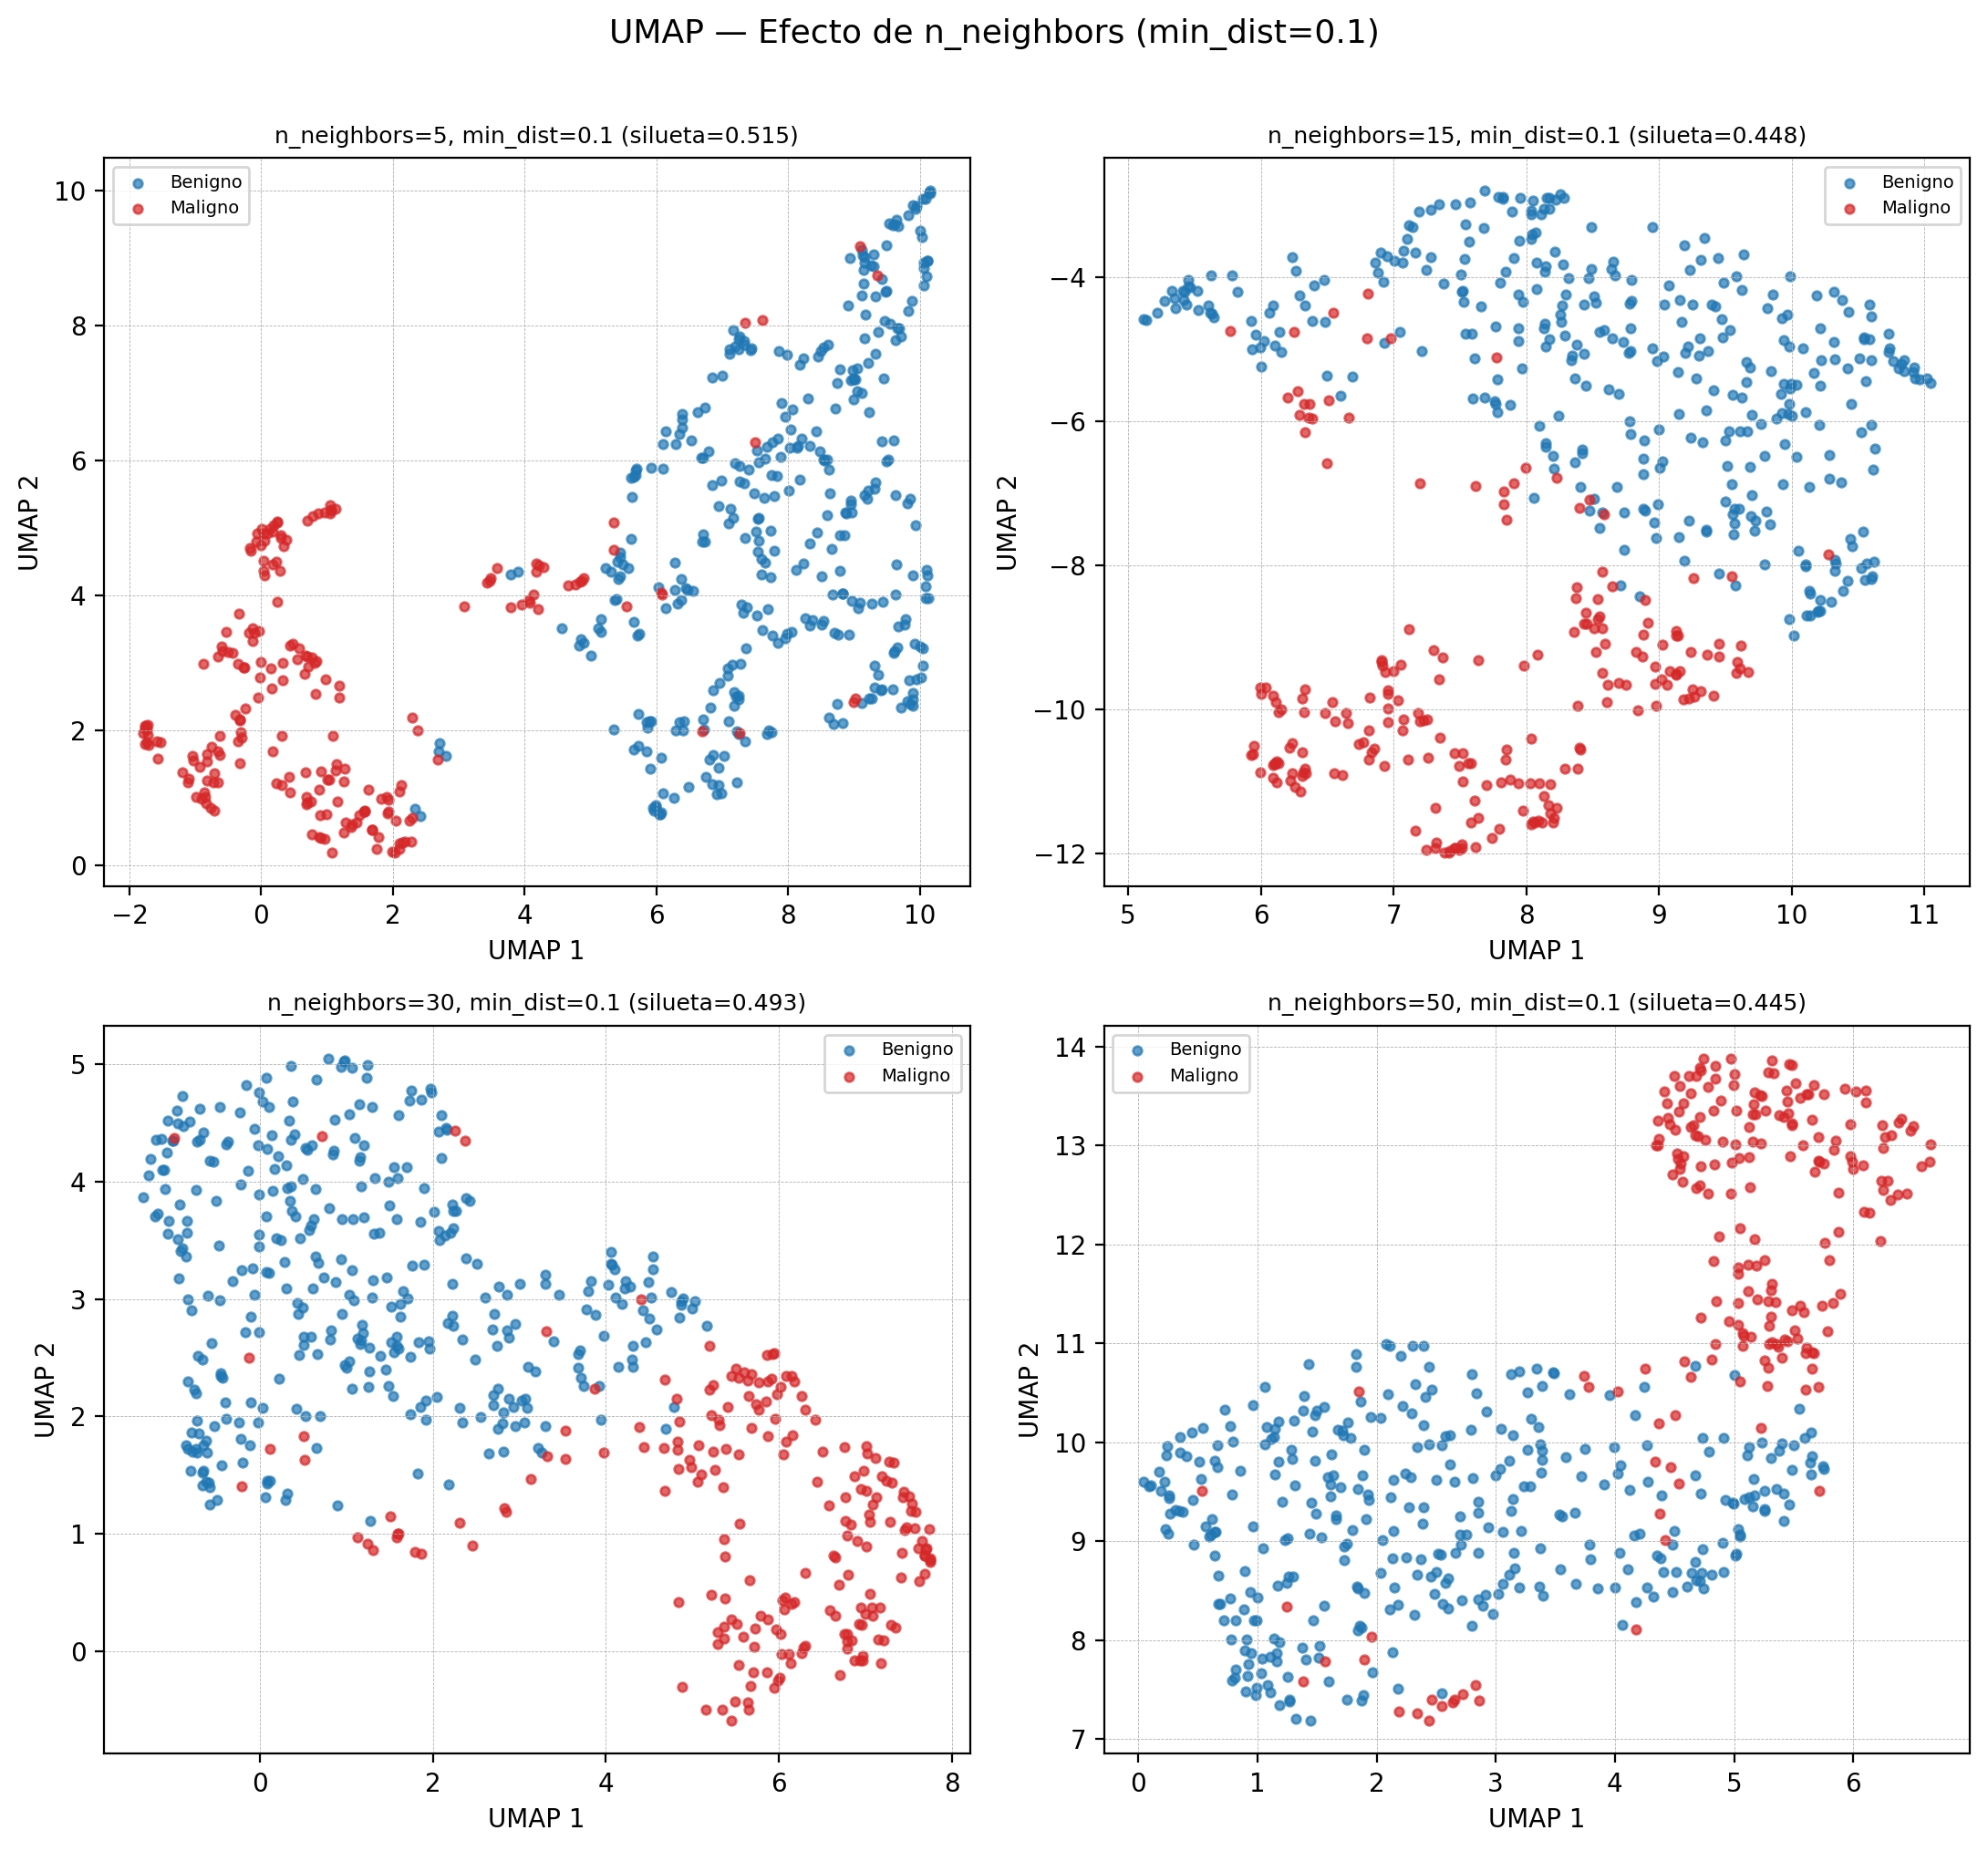 UMAP — Efecto de n_neighbors (min_dist=0.1)
n_neighbors=5, min_dist=0.1 (silueta=0.515)
Benigno
Maligno
10
8
6
4
2
0
UMAP 2
−2 0 2 4 6 8 10
UMAP 1
n_neighbors=15, min_dist=0.1 (silueta=0.448)
Benigno
Maligno
−4
−6
−8
−10
−12
UMAP 2
5 6 7 8 9 10 11
UMAP 1
n_neighbors=30, min_dist=0.1 (silueta=0.493)
Benigno
Maligno
5
4
3
2
1
0
UMAP 2
0 2 4 6 8
UMAP 1
n_neighbors=50, min_dist=0.1 (silueta=0.445)
Benigno
Maligno
14
13
12
11
10
9
8
7
UMAP 2
0 1 2 3 4 5 6
UMAP 1